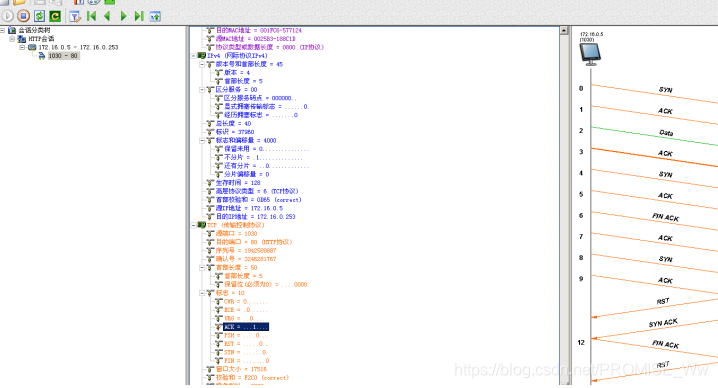 会话分类树
HTTP会话
172.16.0.5 - 172.16.0.253
1030 - 80
目的MAC地址 = 0017C0-577124
源MAC地址 = 0025B3-188C1D
协议类型或数据长度 = 0800 (IP协议)
IPv4 (网际协议IPv4)
版本号和首部长度 = 45
版本 = 4
首部长度 = 5
区分服务 = 00
区分服务码点 = 000000..
显式拥塞传输标志 = ......0.
经历拥塞标志 = .......0
总长度 = 40
标识 = 37960
标志和偏移量 = 4000
保留未用 = 0...............
不分片 = .1..............
还有分片 = ..0.............
分片偏移量 = 0
生存时间 = 128
高层协议类型 = 6 (TCP协议)
首部校验和 = 0D65 (correct)
源IP地址 = 172.16.0.5
目的IP地址 = 172.16.0.253
TCP (传输控制协议)
源端口 = 1030
目的端口 = 80 (HTTP协议)
序列号 = 1942589887
确认号 = 3246281767
首部长度 = 50
首部长度 = 5
保留位(必须为0) = ....0000
标志 = 10
CWR = 0.......
ECE = .0......
URG = ..0.....
ACK = ...1....
PSH = ....0...
RST = .....0..
SYN = ......0.
FIN = .......0
窗口大小 = 17516
校验和 = F2C0 (correct)
172.16.0.5
(1030)
0 SYN
1 ACK
2 Data
3 ACK
4 SYN
5 ACK
6 FIN ACK
7 ACK
8 SYN
9 ACK
RST
SYN ACK
12 FIN ACK
RST
https://blog.csdn.net/PROMISE_WW